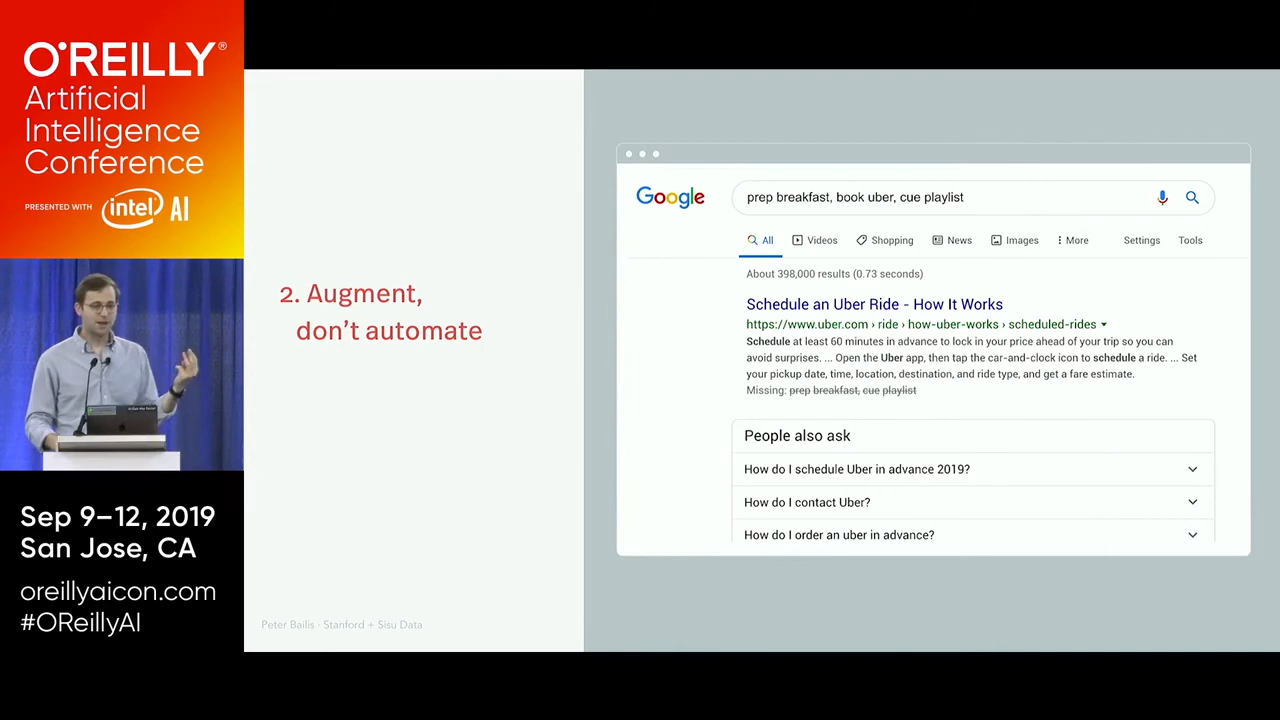 O'REILLY®
Artificial
Intelligence
Conference
PRESENTED WITH intel AI
Sep 9–12, 2019
San Jose, CA
oreillyaicon.com
#OReillyAI
2. Augment,
don't automate
Peter Bailis · Stanford + Sisu Data
Google
prep breakfast, book uber, cue playlist
All Videos Shopping News Images More Settings Tools
About 398,000 results (0.73 seconds)
Schedule an Uber Ride - How It Works
https://www.uber.com › ride › how-uber-works › scheduled-rides
Schedule at least 60 minutes in advance to lock in your price ahead of your trip so you can
avoid surprises. ... Open the Uber app, then tap the car-and-clock icon to schedule a ride. ... Set
your pickup date, time, location, destination, and ride type, and get a fare estimate.
Missing: prep breakfast, cue playlist
People also ask
How do I schedule Uber in advance 2019?
How do I contact Uber?
How do I order an uber in advance?